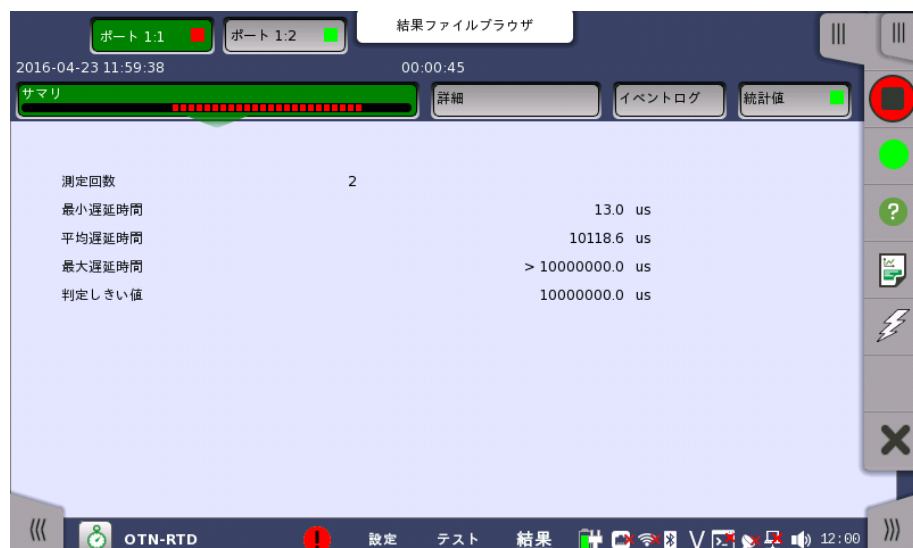 ポート 1:1 ポート 1:2 結果ファイルブラウザ
2016-04-23 11:59:38 00:00:45
サマリ 詳細 イベントログ 統計値
測定回数 2
最小遅延時間 13.0 us
平均遅延時間 10118.6 us
最大遅延時間 > 10000000.0 us
判定しきい値 10000000.0 us
OTN-RTD 設定 テスト 結果 V 12:00